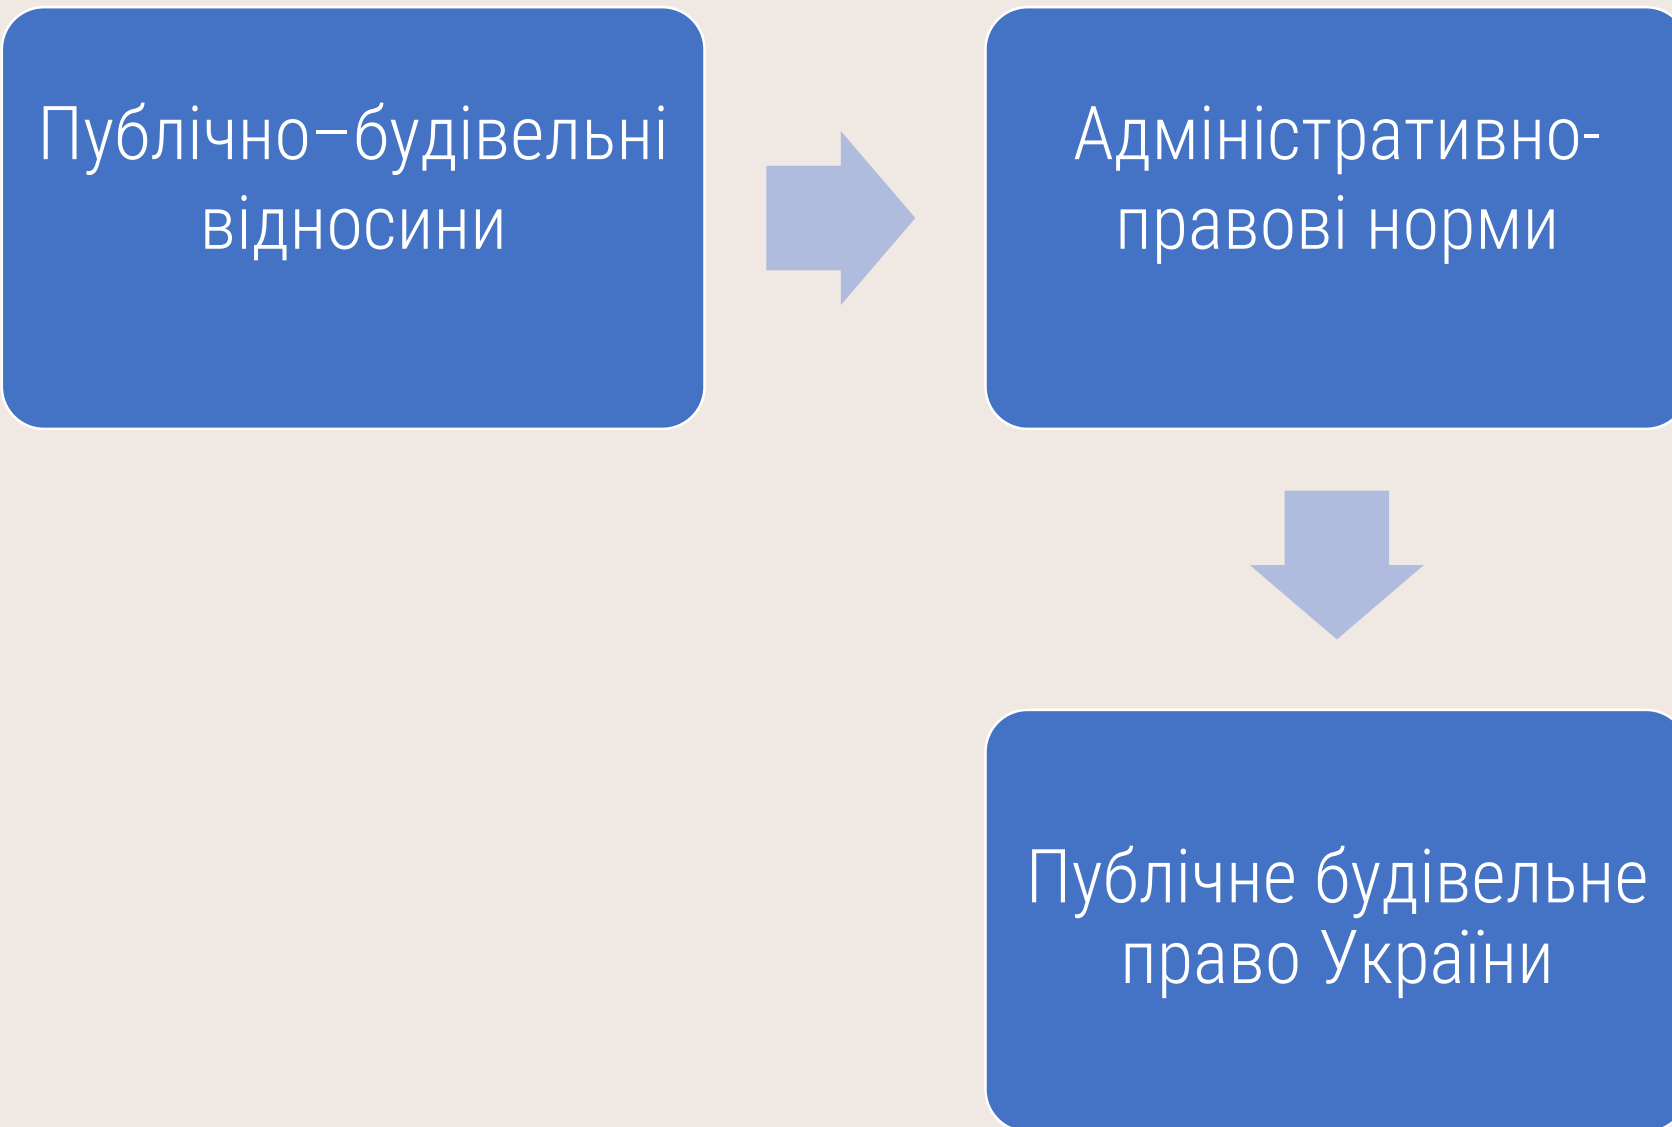 Публічно–будівельні
відносини
Адміністративно-
правові норми
Публічне будівельне
право України